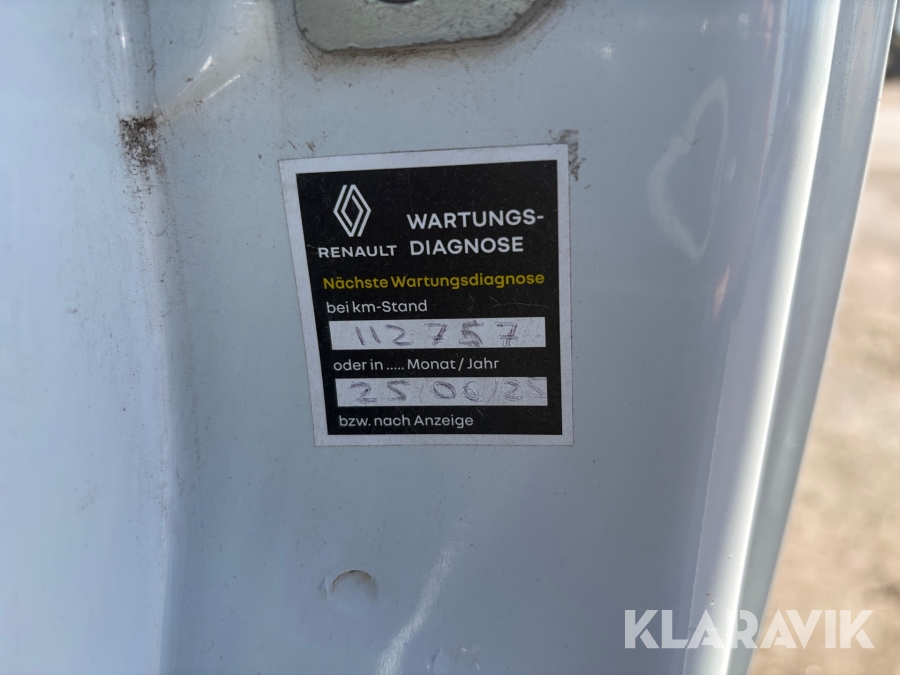 WARTUNGS-
DIAGNOSE
RENAULT
Nächste Wartungsdiagnose
bei km-Stand
112757
oder in ..... Monat / Jahr
25/06/25
bzw. nach Anzeige
KLARAVIK